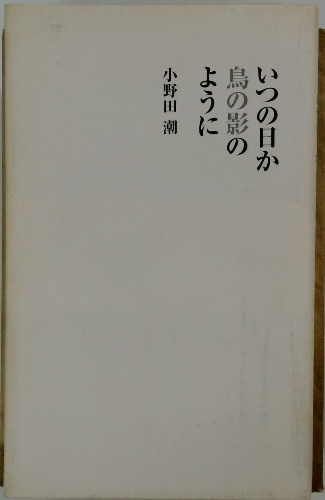 いつの日か
鳥の影の
ように
小野田 潮